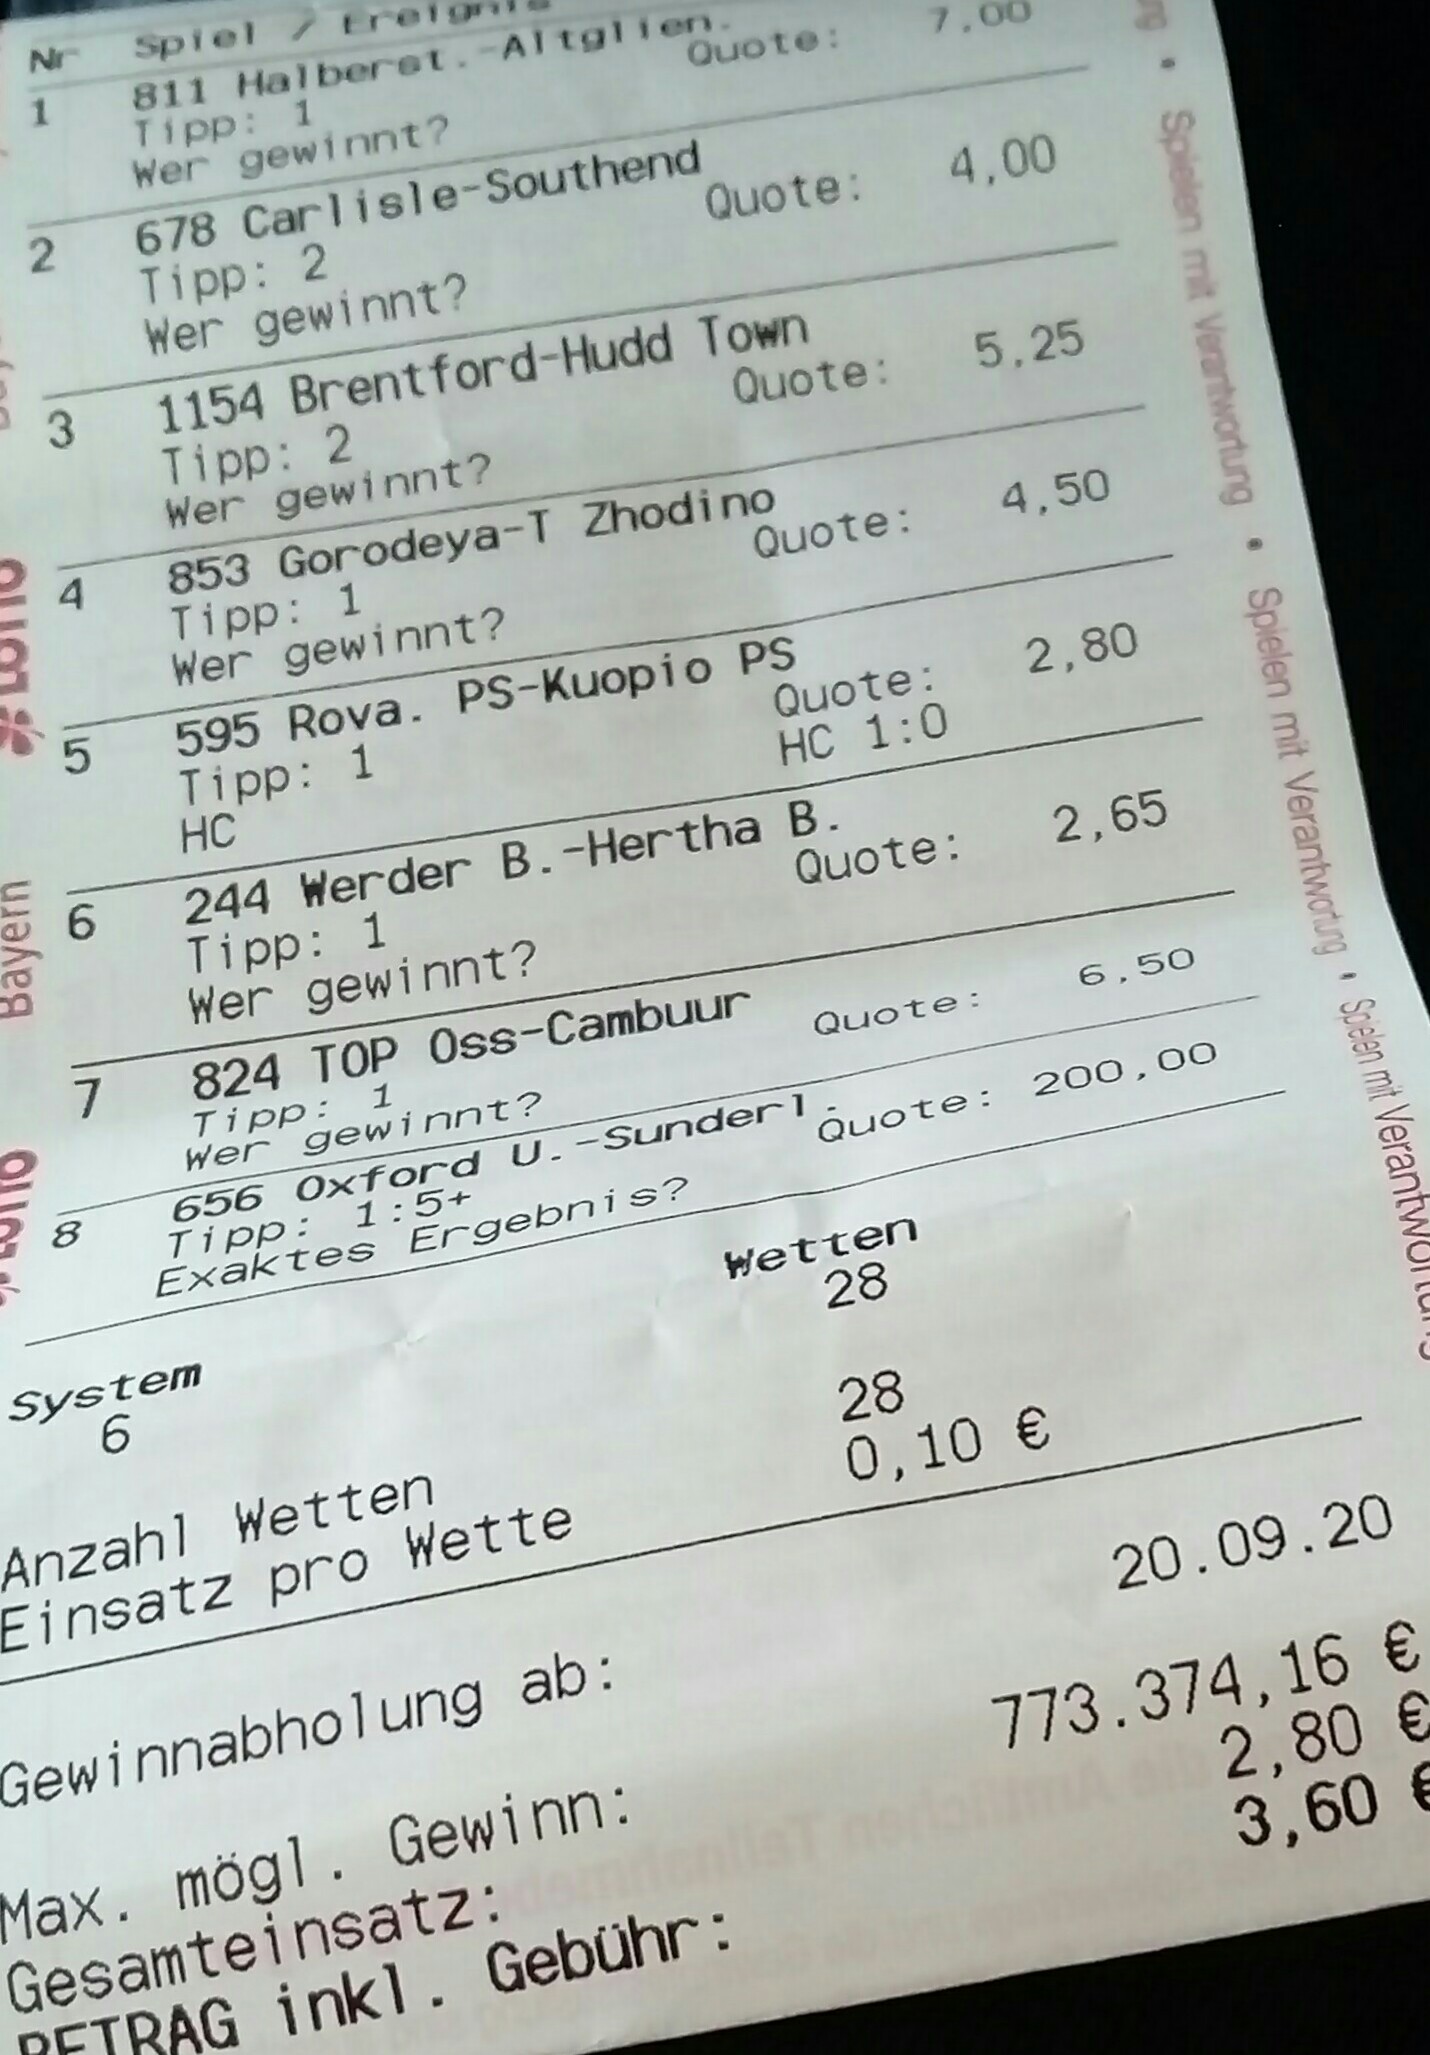 Nr Spiel / Ereignis
1 811 Halberst.-Altglien.
Tipp: 1 Quote: 7,00
Wer gewinnt?
2 678 Carlisle-Southend
Tipp: 2 Quote: 4,00
Wer gewinnt?
3 1154 Brentford-Hudd Town
Tipp: 2 Quote: 5,25
Wer gewinnt?
4 853 Gorodeya-T Zhodino
Tipp: 1 Quote: 4,50
Wer gewinnt?
5 595 Rova. PS-Kuopio PS
Tipp: 1 Quote: 2,80
HC HC 1:0
6 244 Werder B.-Hertha B.
Tipp: 1 Quote: 2,65
Wer gewinnt?
7 824 TOP Oss-Cambuur
Tipp: 1 Quote: 6,50
Wer gewinnt?
8 656 Oxford U.-Sunderl.
Tipp: 1:5+ Quote: 200,00
Exaktes Ergebnis?
System Wetten
6 28
Anzahl Wetten 28
Einsatz pro Wette 0,10 €
Gewinnabholung ab: 20.09.20
Max. mögl. Gewinn: 773.374,16 €
Gesamteinsatz: 2,80 €
BETRAG inkl. Gebühr: 3,60 €
LOTTO
Bayern
Spielen mit Verantwortung • Spielen mit Verantwortung • Spielen mit Verantwortung